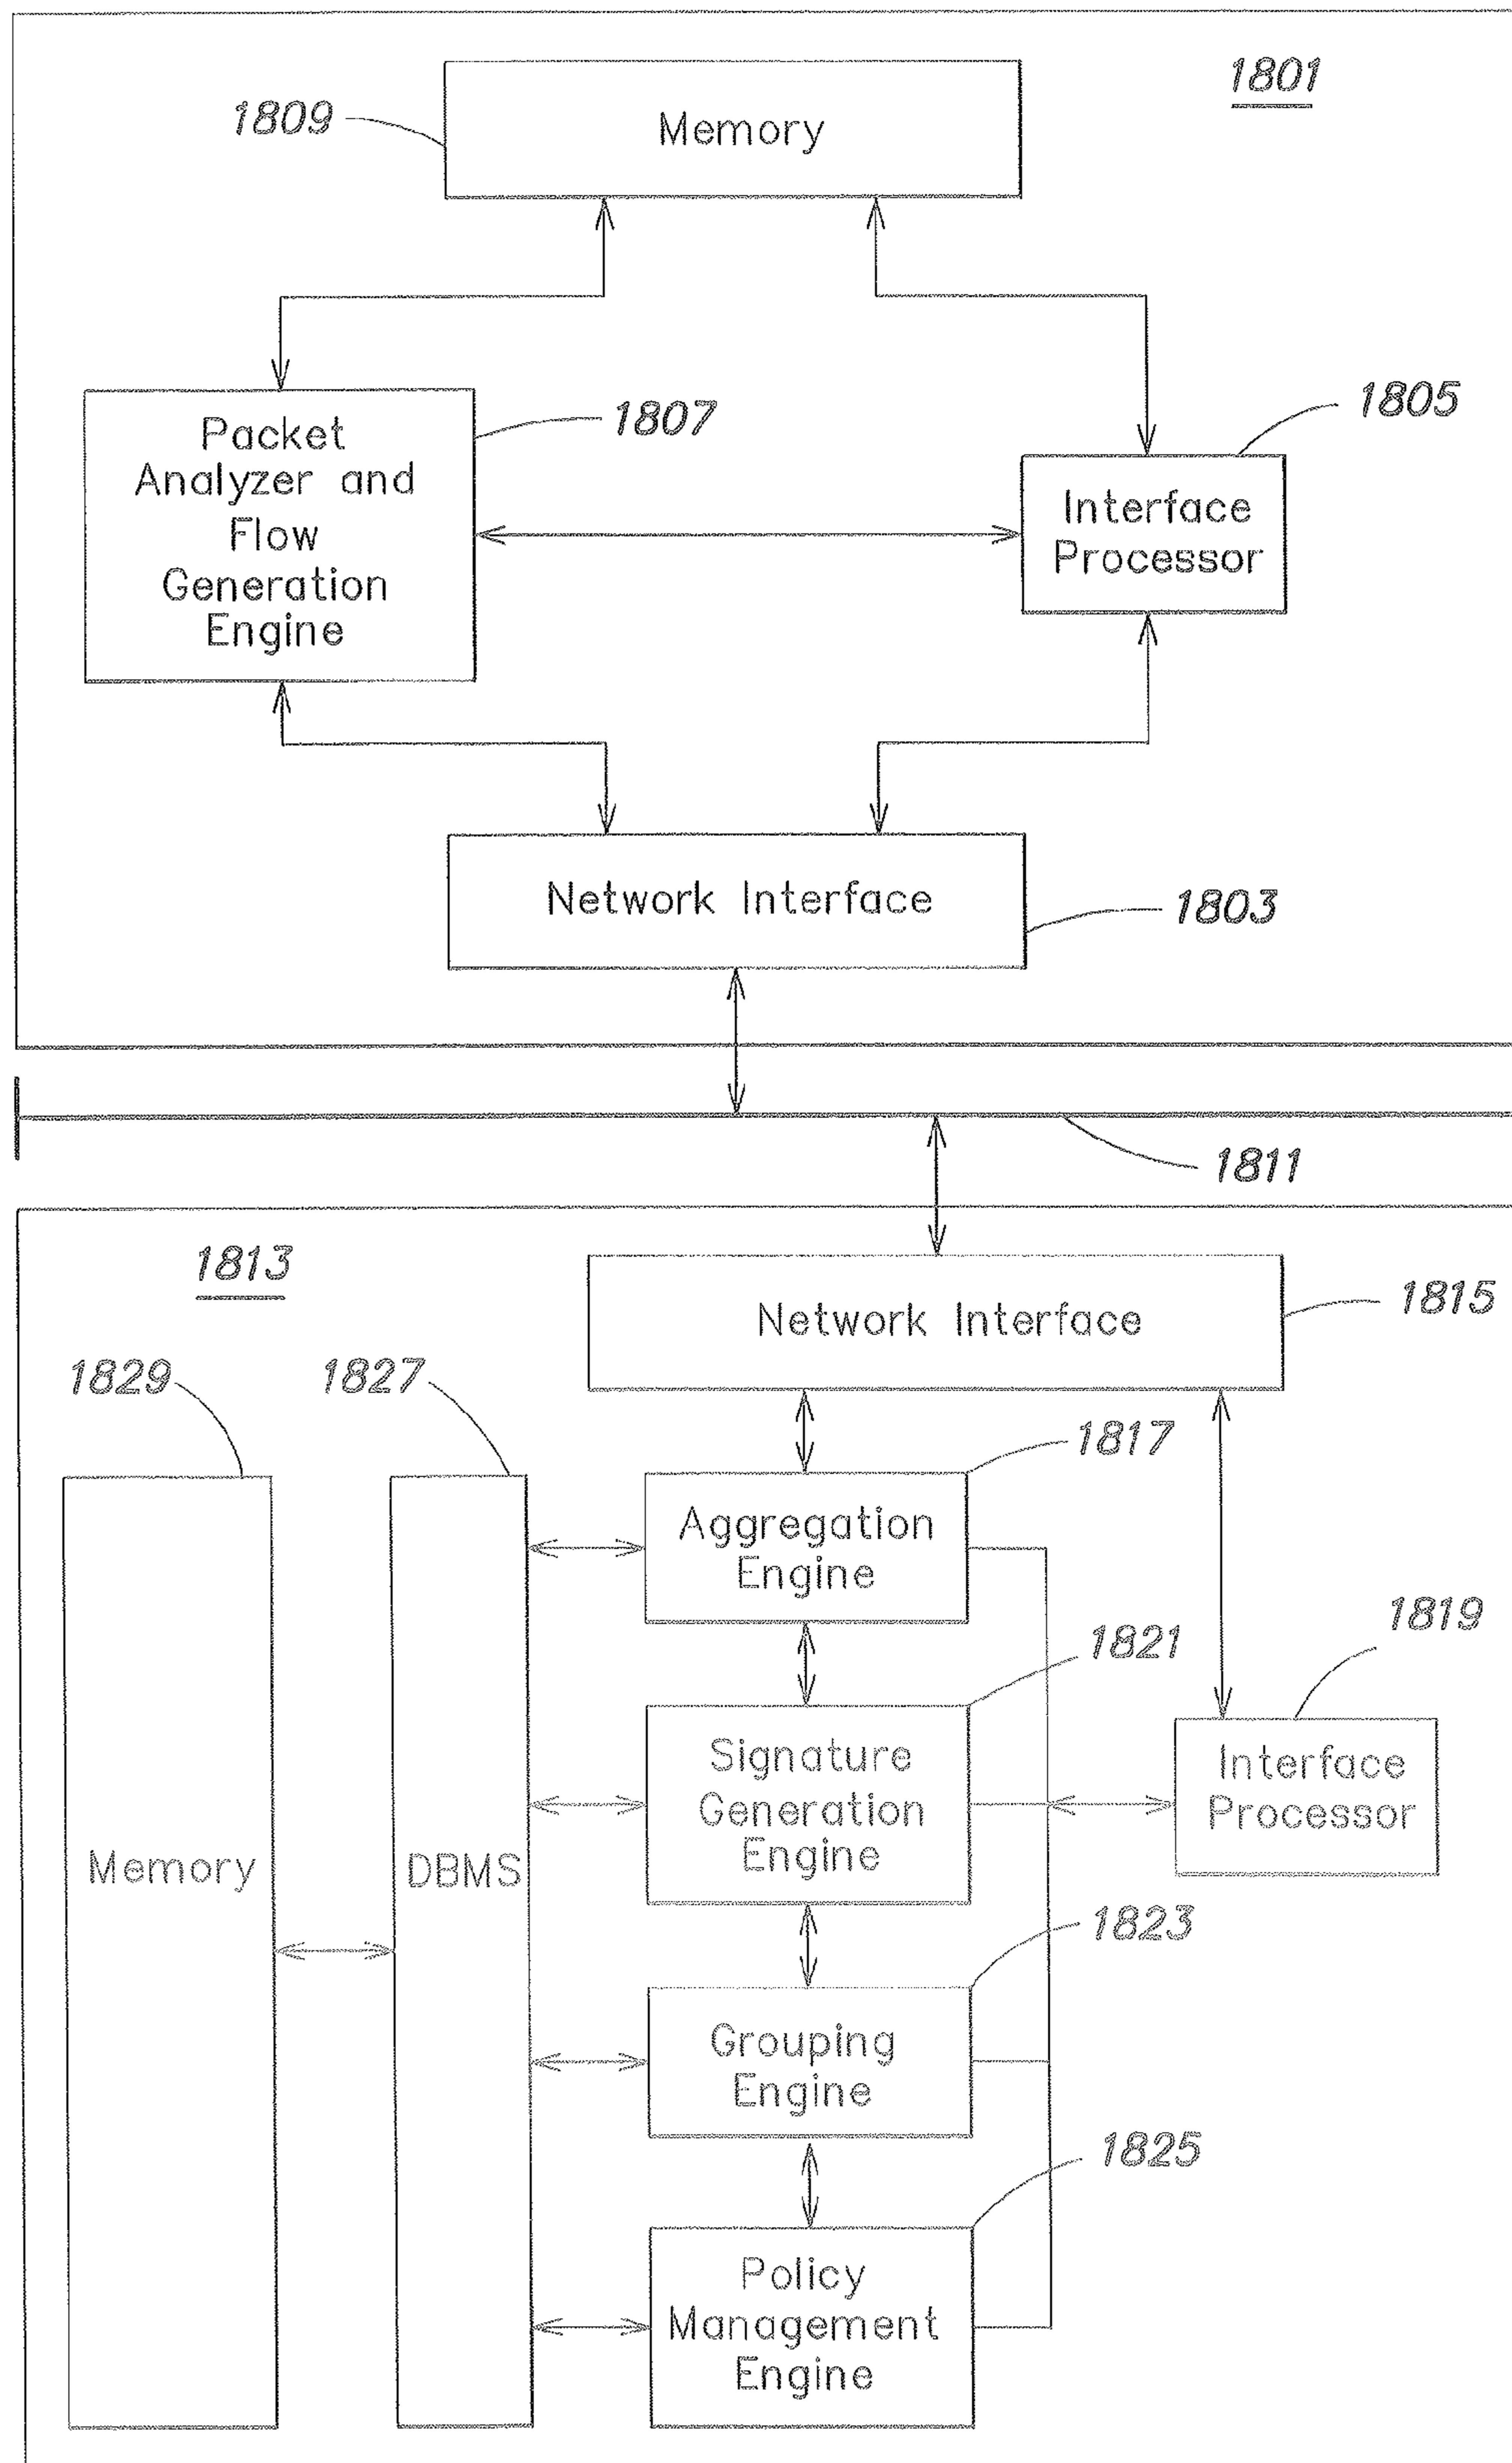 1801
1809
Memory
1807
1805
Packet
Analyzer and
Flow
Generation
Engine
Interface
Processor
Network Interface
1803
1811
1813
Network Interface
1815
1829
1827
1817
Aggregation
Engine
1821
1819
Signature
Generation
Engine
Interface
Processor
Memory
DBMS
1823
Grouping
Engine
1825
Policy
Management
Engine